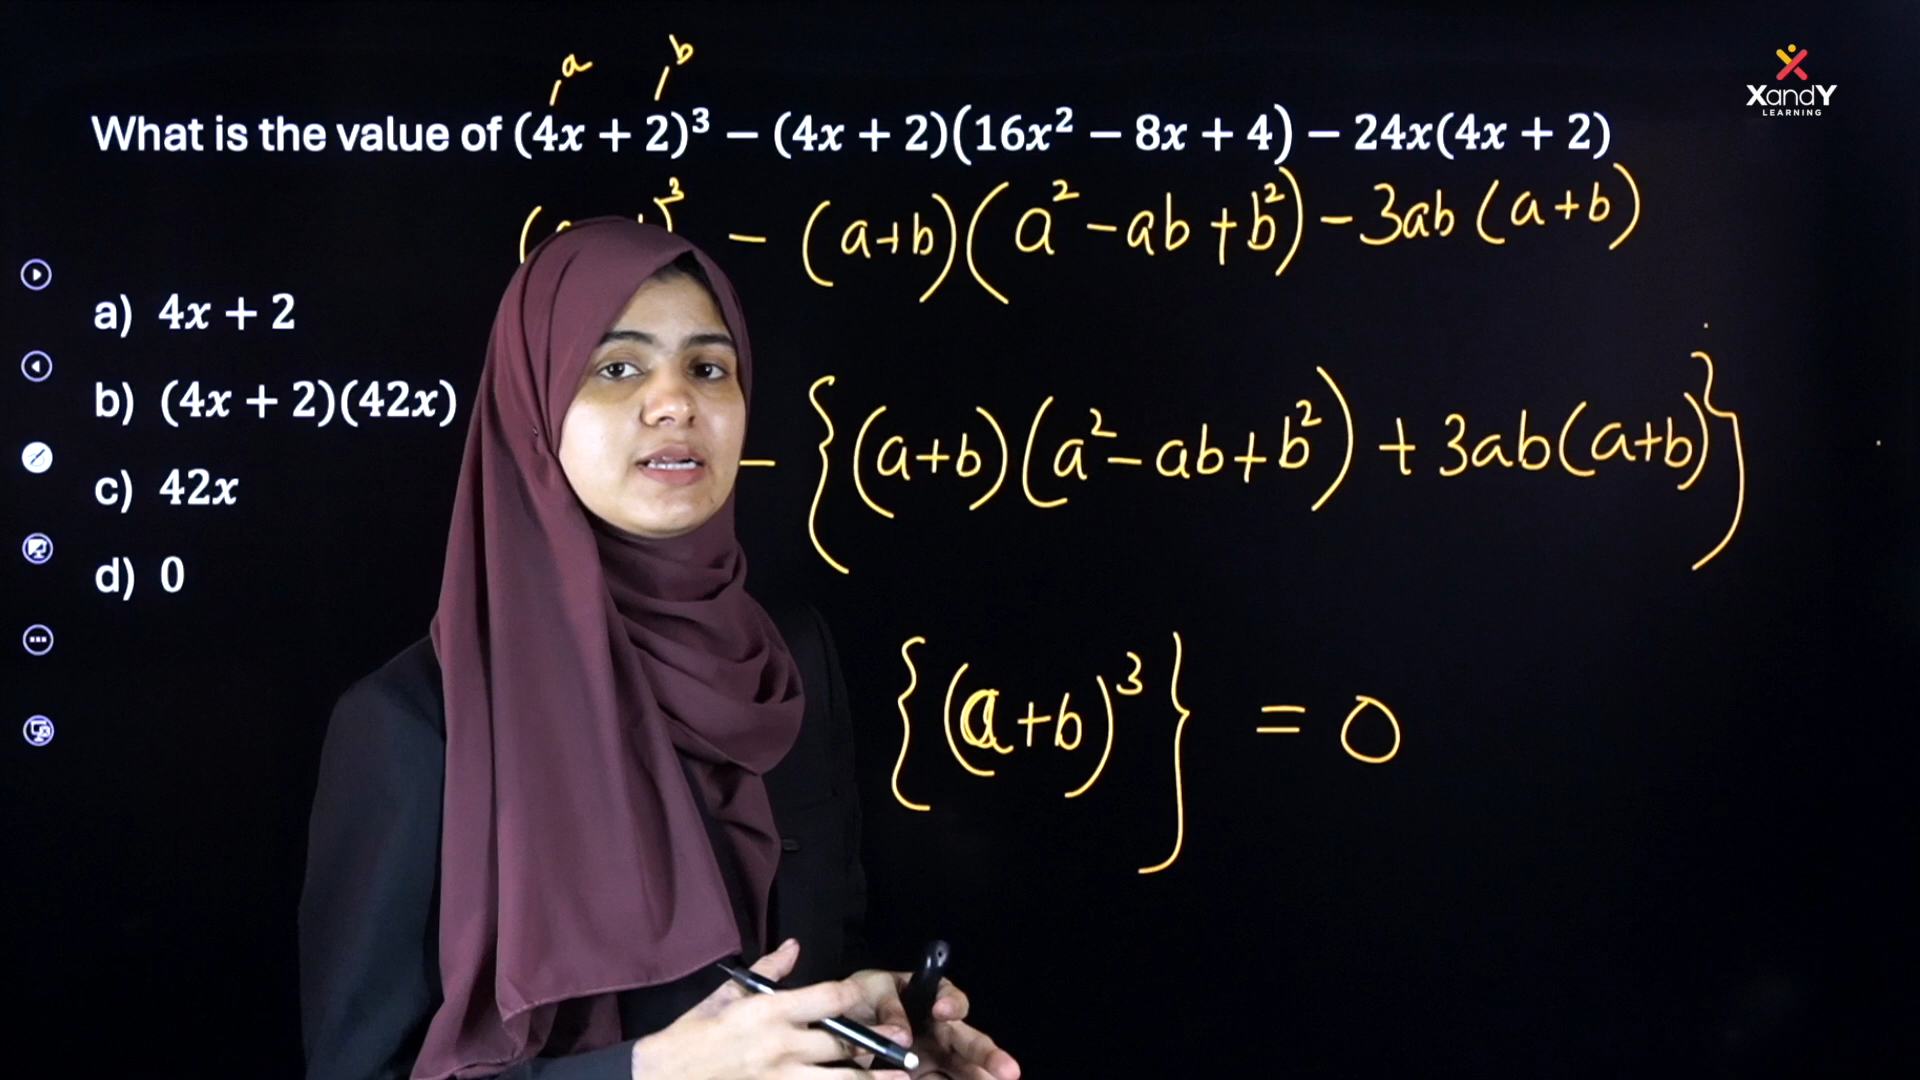 a b
XandY
LEARNING
What is the value of (4x + 2)³ − (4x + 2)(16x² − 8x + 4) − 24x(4x + 2)
)³ − (a+b)(a² − ab + b²) − 3ab (a+b)
a) 4x + 2
b) (4x + 2)(42x)
− {(a+b)(a² − ab + b²) + 3ab(a+b)}
c) 42x
d) 0
{(a+b)³} = 0